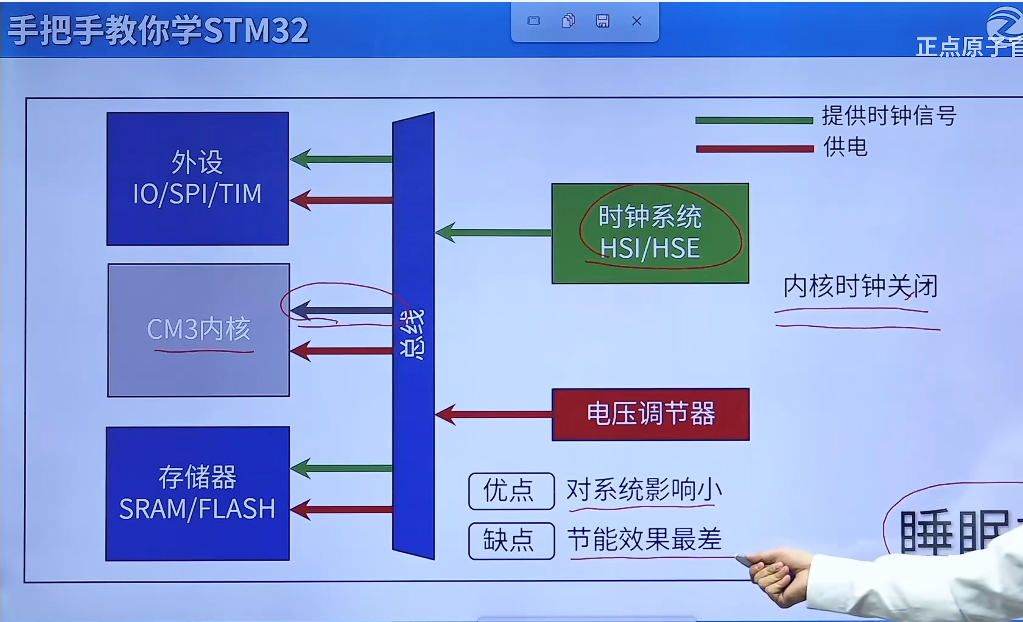 手把手教你学STM32
正点原子官
提供时钟信号
供电
外设
IO/SPI/TIM
时钟系统
HSI/HSE
内核时钟关闭
CM3内核
总线
电压调节器
存储器
SRAM/FLASH
优点 对系统影响小
缺点 节能效果最差
睡眠